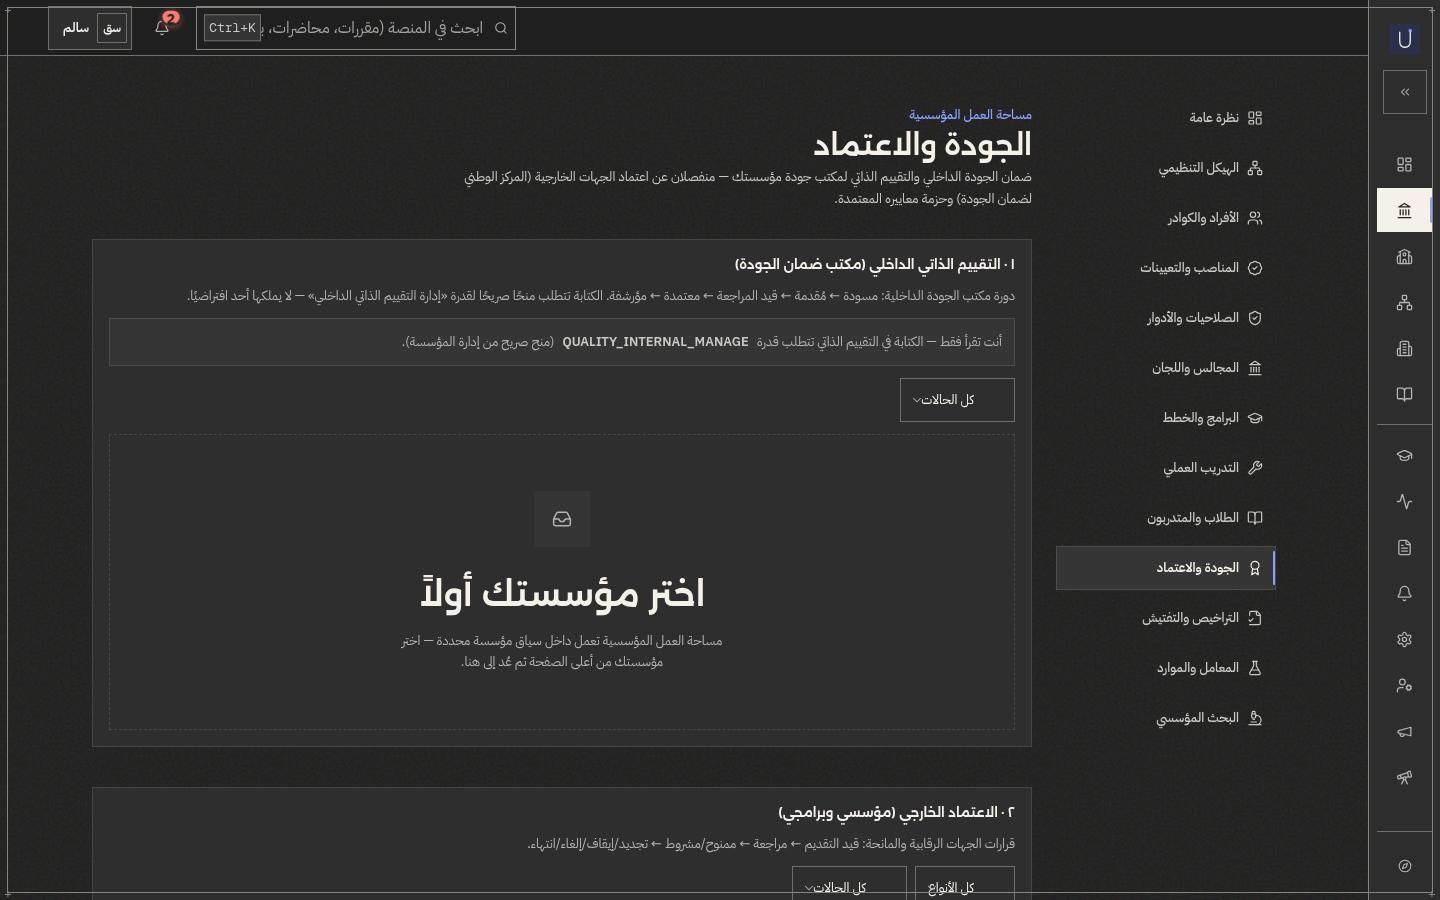 ابحث في المنصة (مقررات، محاضرات،
Ctrl+K
2
سق
سالم
نظرة عامة
الهيكل التنظيمي
الأفراد والكوادر
المناصب والتعيينات
الصلاحيات والأدوار
المجالس واللجان
البرامج والخطط
التدريب العملي
الطلاب والمتدربون
الجودة والاعتماد
التراخيص والتفتيش
المعامل والموارد
البحث المؤسسي
مساحة العمل المؤسسية
الجودة والاعتماد
ضمان الجودة الداخلي والتقييم الذاتي لمكتب جودة مؤسستك — منفصلان عن اعتماد الجهات الخارجية (المركز الوطني
لضمان الجودة) وحزمة معاييره المعتمدة.
٠١ التقييم الذاتي الداخلي (مكتب ضمان الجودة)
دورة مكتب الجودة الداخلية: مسودة ← مُقدمة ← قيد المراجعة ← معتمدة ← مؤرشفة. الكتابة تتطلب منحًا صريحًا لقدرة «إدارة التقييم الذاتي الداخلي» — لا يملكها أحد افتراضيًا.
أنت تقرأ فقط — الكتابة في التقييم الذاتي تتطلب قدرة QUALITY_INTERNAL_MANAGE (منح صريح من إدارة المؤسسة).
كل الحالات
اختر مؤسستك أولاً
مساحة العمل المؤسسية تعمل داخل سياق مؤسسة محددة — اختر
مؤسستك من أعلى الصفحة ثم عُد إلى هنا.
٠٢ الاعتماد الخارجي (مؤسسي وبرامجي)
قرارات الجهات الرقابية والمانحة: قيد التقديم ← مراجعة ← ممنوح/مشروط ← تجديد/إيقاف/إلغاء/انتهاء.
كل الأنواع
كل الحالات